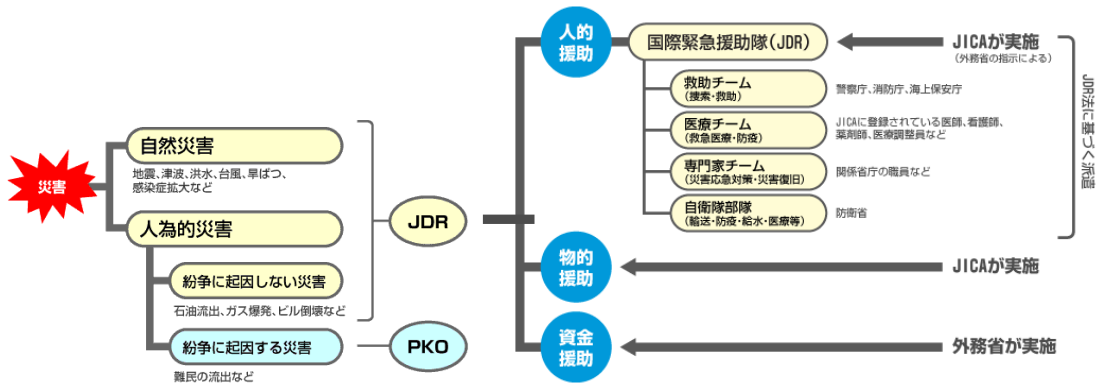 災害
自然災害
地震、津波、洪水、台風、旱ばつ、
感染症拡大など
人為的災害
紛争に起因しない災害
石油流出、ガス爆発、ビル倒壊など
紛争に起因する災害
難民の流出など
JDR
PKO
人的
援助
国際緊急援助隊(JDR)
JICAが実施
(外務省の指示による)
救助チーム
(捜索・救助)
警察庁、消防庁、海上保安庁
医療チーム
(救急医療・防疫)
JICAに登録されている医師、看護師、
薬剤師、医療調整員など
専門家チーム
(災害応急対策・災害復旧)
関係省庁の職員など
自衛隊部隊
(輸送・防疫・給水・医療等)
防衛省
JDR法に基づく派遣
物的
援助
JICAが実施
資金
援助
外務省が実施